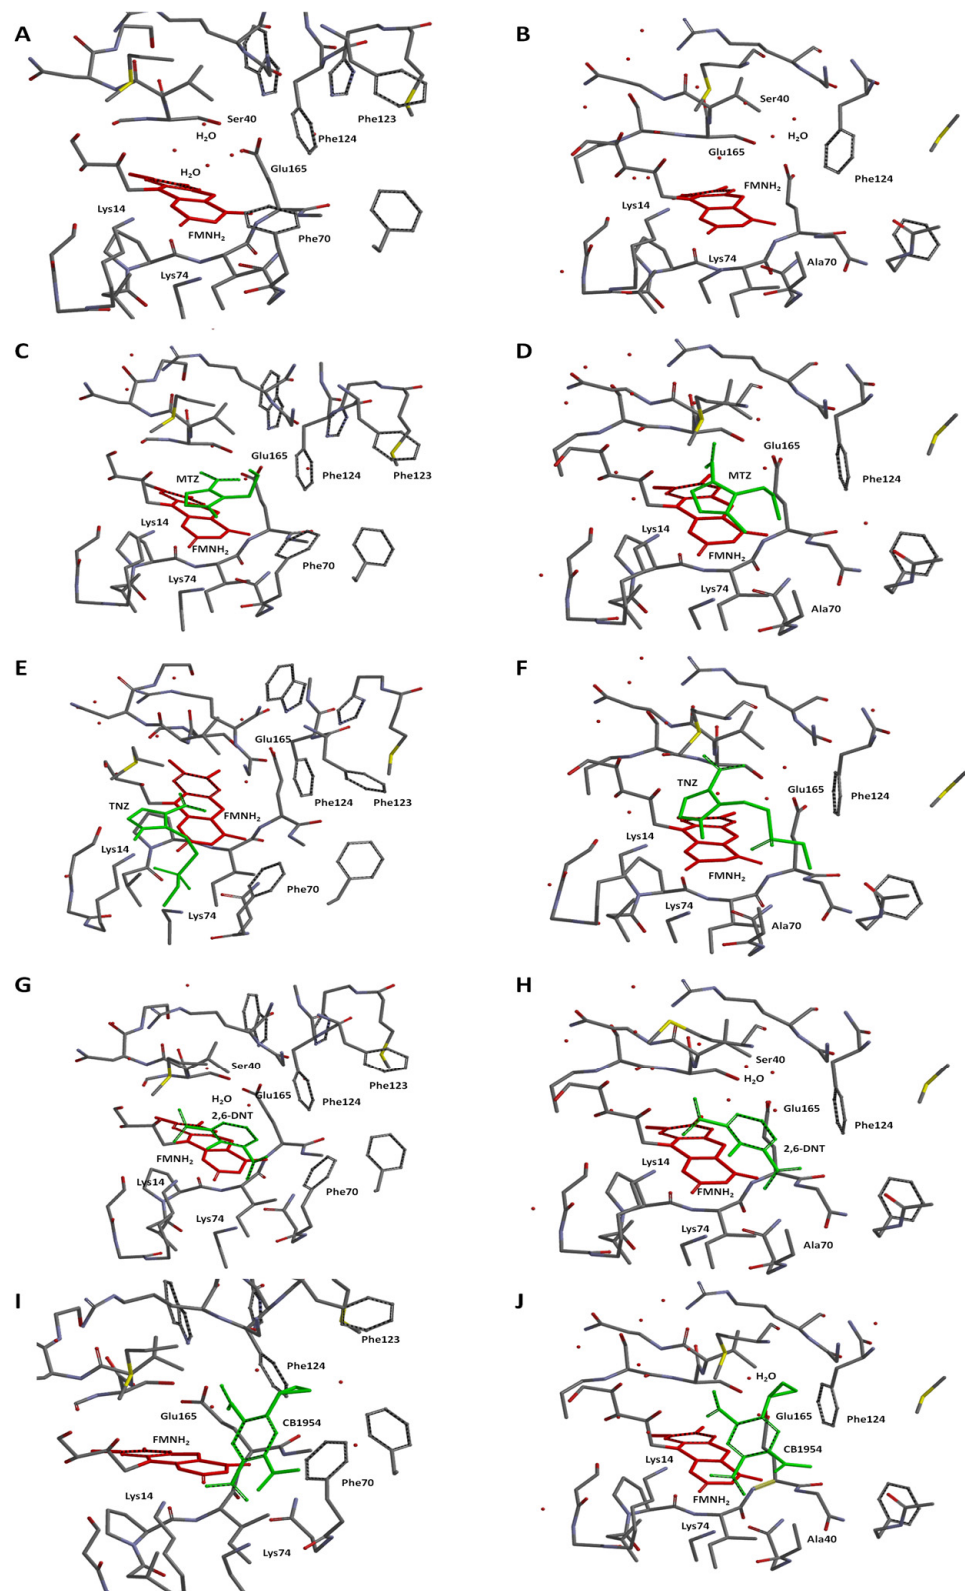 A
Ser40
Phe123
Phe124
H₂O
Glu165
H₂O
Lys14
FMNH₂
Phe70
Lys74
B
Ser40
H₂O
Glu165
Phe124
FMNH₂
Lys14
Lys74
Ala70
C
Glu165
Phe124
Phe123
MTZ
Lys14
FMNH₂
Phe70
Lys74
D
Glu165
MTZ
Phe124
Lys14
FMNH₂
Lys74
Ala70
E
Glu165
Phe124
Phe123
TNZ
FMNH₂
Lys14
Phe70
Lys74
F
TNZ
Glu165
Phe124
Lys14
FMNH₂
Lys74
Ala70
G
Ser40
Phe123
H₂O
Glu165
Phe124
2,6-DNT
FMNH₂
Lys14
Phe70
Lys74
H
Ser40
H₂O
Glu165
Phe124
2,6-DNT
Lys14
FMNH₂
Lys74
Ala70
I
Phe123
Phe124
Glu165
CB1954
FMNH₂
Phe70
Lys14
Lys74
J
H₂O
Glu165
Phe124
CB1954
Lys14
FMNH₂
Lys74
Ala40